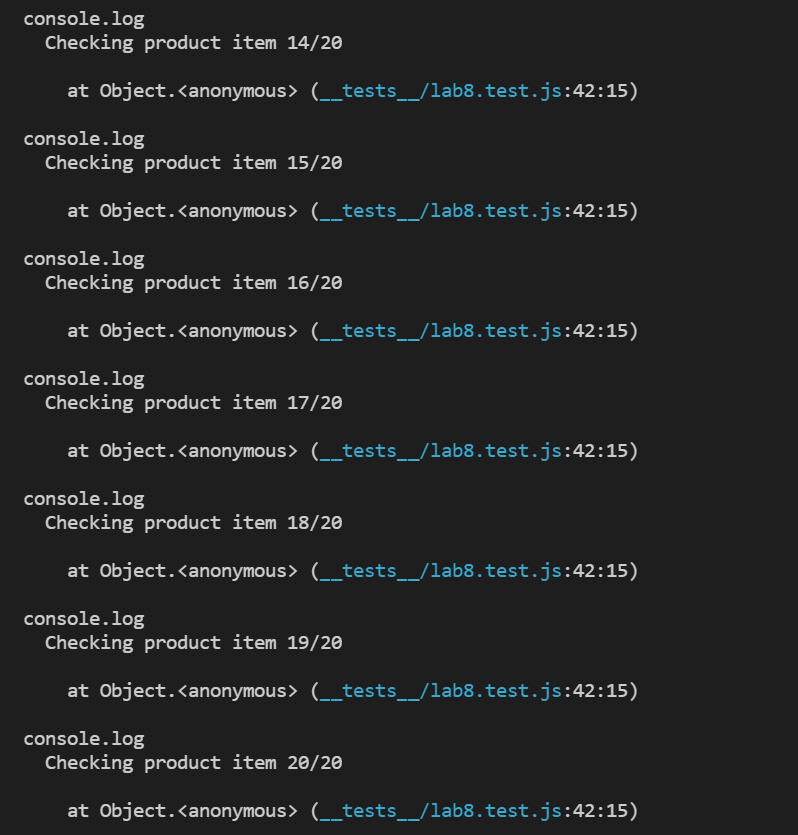 console.log
Checking product item 14/20
at Object.<anonymous> (__tests__/lab8.test.js:42:15)
console.log
Checking product item 15/20
at Object.<anonymous> (__tests__/lab8.test.js:42:15)
console.log
Checking product item 16/20
at Object.<anonymous> (__tests__/lab8.test.js:42:15)
console.log
Checking product item 17/20
at Object.<anonymous> (__tests__/lab8.test.js:42:15)
console.log
Checking product item 18/20
at Object.<anonymous> (__tests__/lab8.test.js:42:15)
console.log
Checking product item 19/20
at Object.<anonymous> (__tests__/lab8.test.js:42:15)
console.log
Checking product item 20/20
at Object.<anonymous> (__tests__/lab8.test.js:42:15)